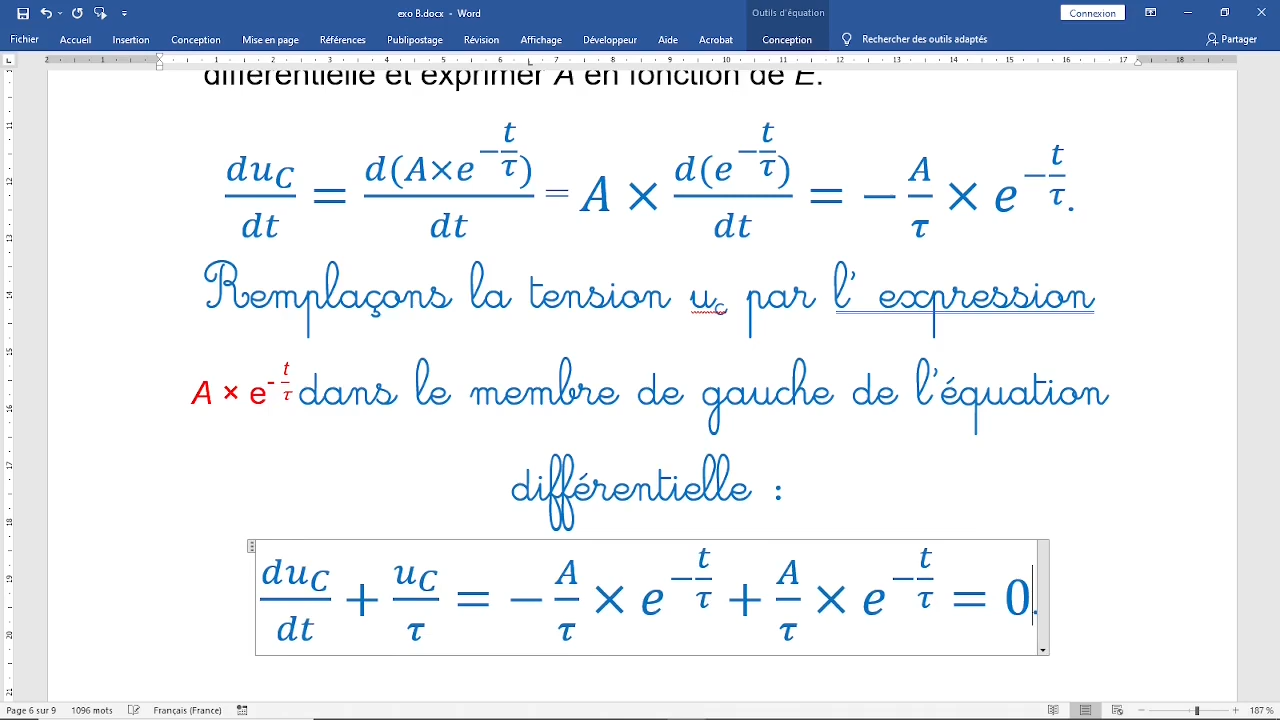 exo B.docx - Word
Outils d'équation
Connexion
Fichier Accueil Insertion Conception Mise en page Références Publipostage Révision Affichage Développeur Aide Acrobat Conception Rechercher des outils adaptés Partager
différentielle et exprimer A en fonction de E.
du_C/dt = d(A×e^(-t/τ))/dt = A × d(e^(-t/τ))/dt = - A/τ × e^(-t/τ).
Remplaçons la tension u_c par l' expression
A × e^(- t/τ) dans le membre de gauche de l'équation
différentielle :
du_C/dt + u_C/τ = - A/τ × e^(-t/τ) + A/τ × e^(-t/τ) = 0.
Page 6 sur 9 1096 mots Français (France) 187 %